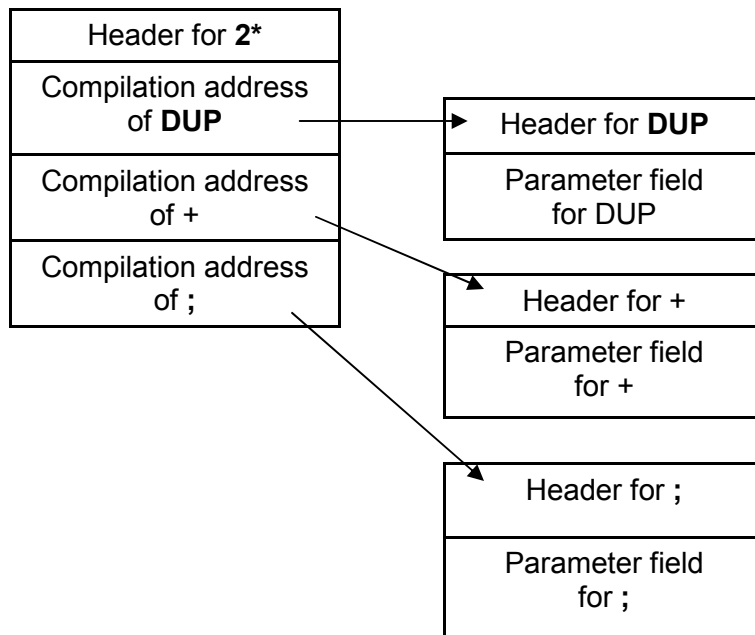 Header for 2*
Compilation address
of DUP
Compilation address
of +
Compilation address
of ;
Header for DUP
Parameter field
for DUP
Header for +
Parameter field
for +
Header for ;
Parameter field
for ;